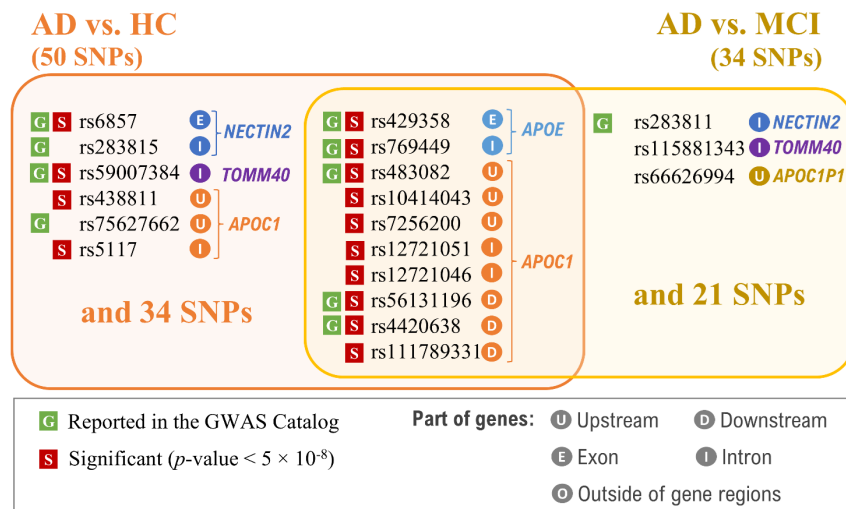 AD vs. HC
(50 SNPs)
AD vs. MCI
(34 SNPs)
G S rs6857 E
G rs283815 I
NECTIN2
G S rs59007384 I TOMM40
S rs438811 U
G rs75627662 U
S rs5117 I
APOC1
and 34 SNPs
G S rs429358 E
G S rs769449 I
APOE
G S rs483082 U
S rs10414043 U
S rs7256200 U
S rs12721051 I
S rs12721046 I
G S rs56131196 D
G S rs4420638 D
S rs111789331 D
APOC1
G rs283811 I NECTIN2
rs115881343 I TOMM40
rs66626994 U APOC1P1
and 21 SNPs
G Reported in the GWAS Catalog
S Significant (p-value < 5 × 10⁻⁸)
Part of genes: U Upstream D Downstream
E Exon I Intron
O Outside of gene regions